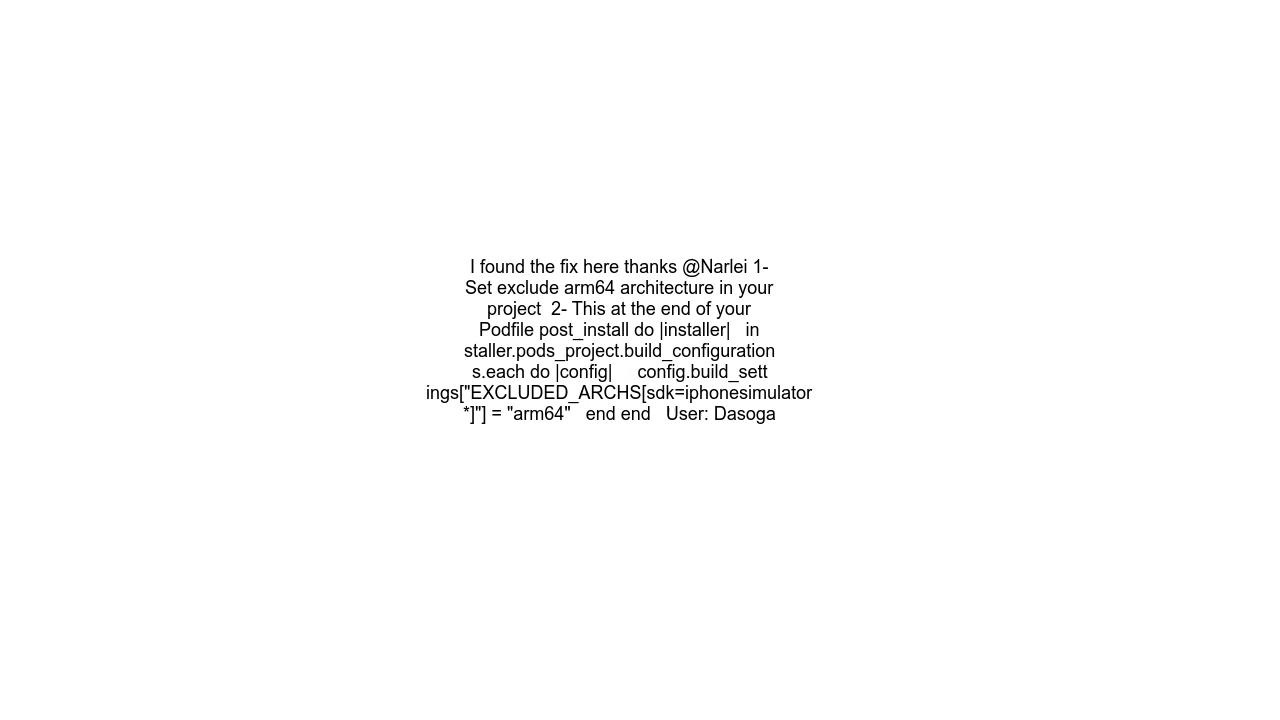 I found the fix here thanks @Narlei 1-
Set exclude arm64 architecture in your
project  2- This at the end of your
Podfile post_install do |installer|   in
staller.pods_project.build_configuration
s.each do |config|     config.build_sett
ings["EXCLUDED_ARCHS[sdk=iphonesimulator
*]"] = "arm64"   end end   User: Dasoga